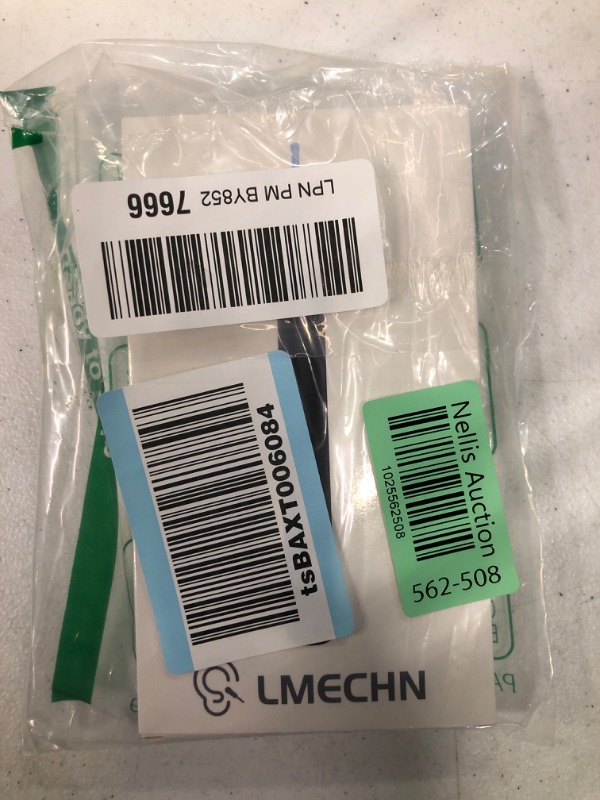 LPN PM BY852 7666
tsBAXT006084
Nellis Auction
1025562508
562-508
LMECHN